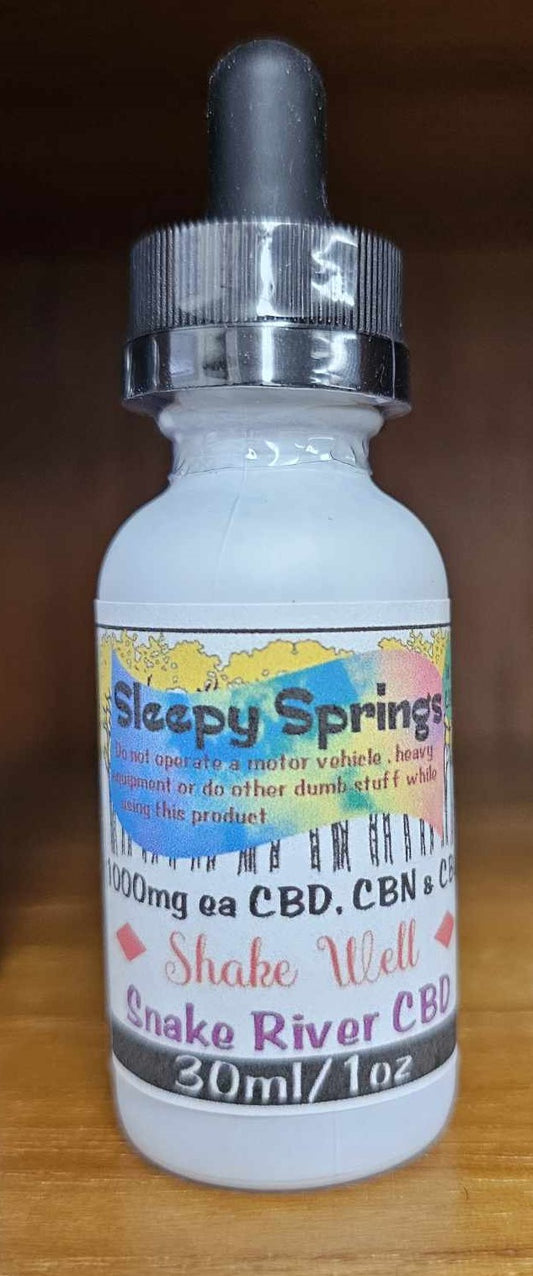 Sleepy Springs
Do not operate a motor vehicle , heavy
equipment or do other dumb stuff while
using this product
1000mg ea CBD, CBN &
Shake Well
Snake River CBD
30ml/1oz